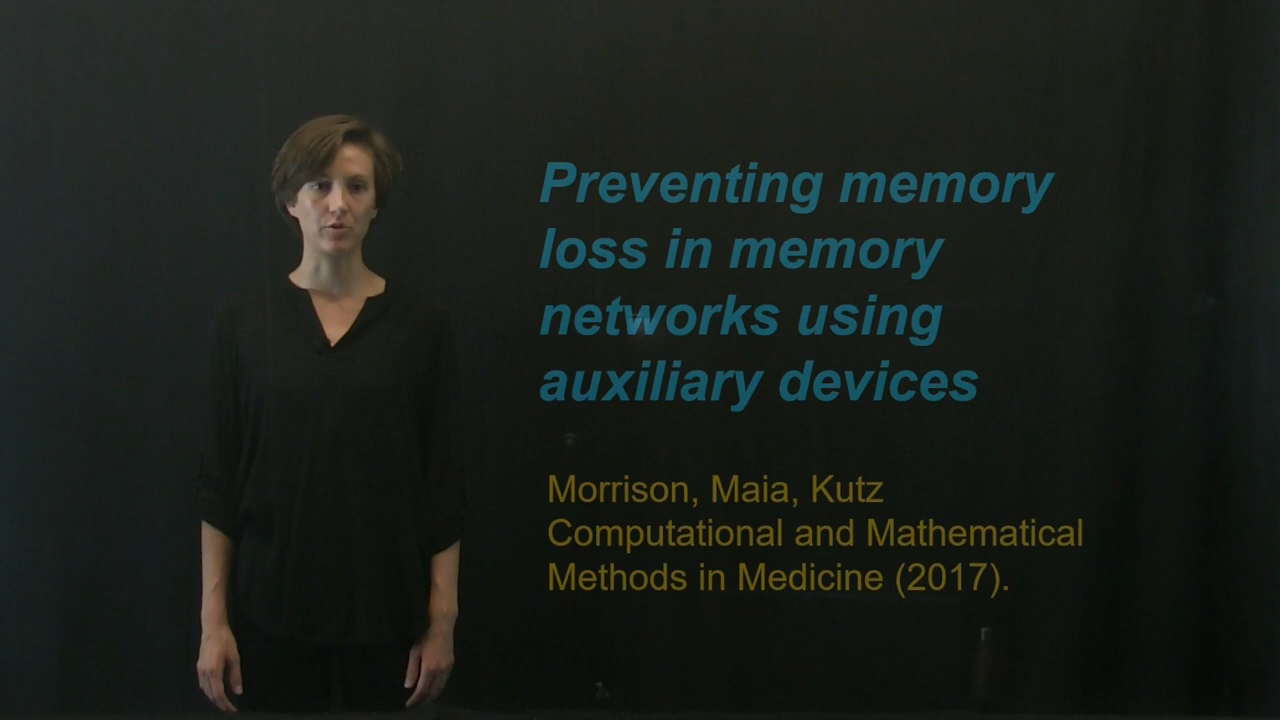 Preventing memory
loss in memory
networks using
auxiliary devices
Morrison, Maia, Kutz
Computational and Mathematical
Methods in Medicine (2017).